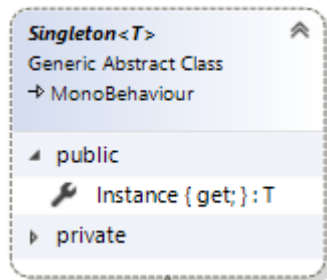 Singleton<T>
Generic Abstract Class
MonoBehaviour
public
Instance { get; } : T
private